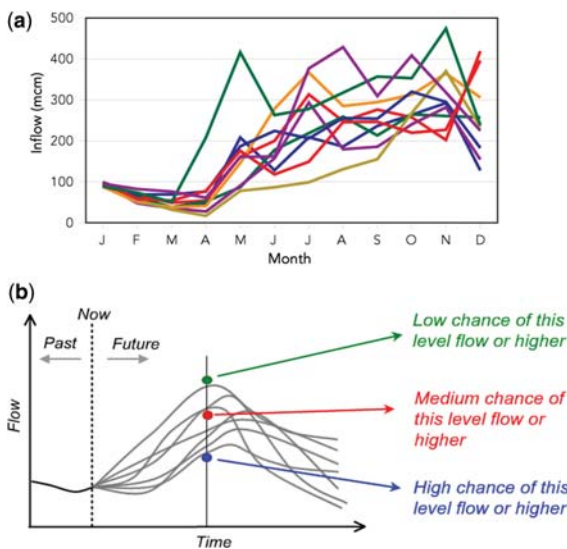 (a)
500
400
300
200
100
0
Inflow (mcm)
J F M A M J J A S O N D
Month
(b)
Now
Past Future
Flow
Time
Low chance of this
level flow or higher
Medium chance of
this level flow or
higher
High chance of this
level flow or higher